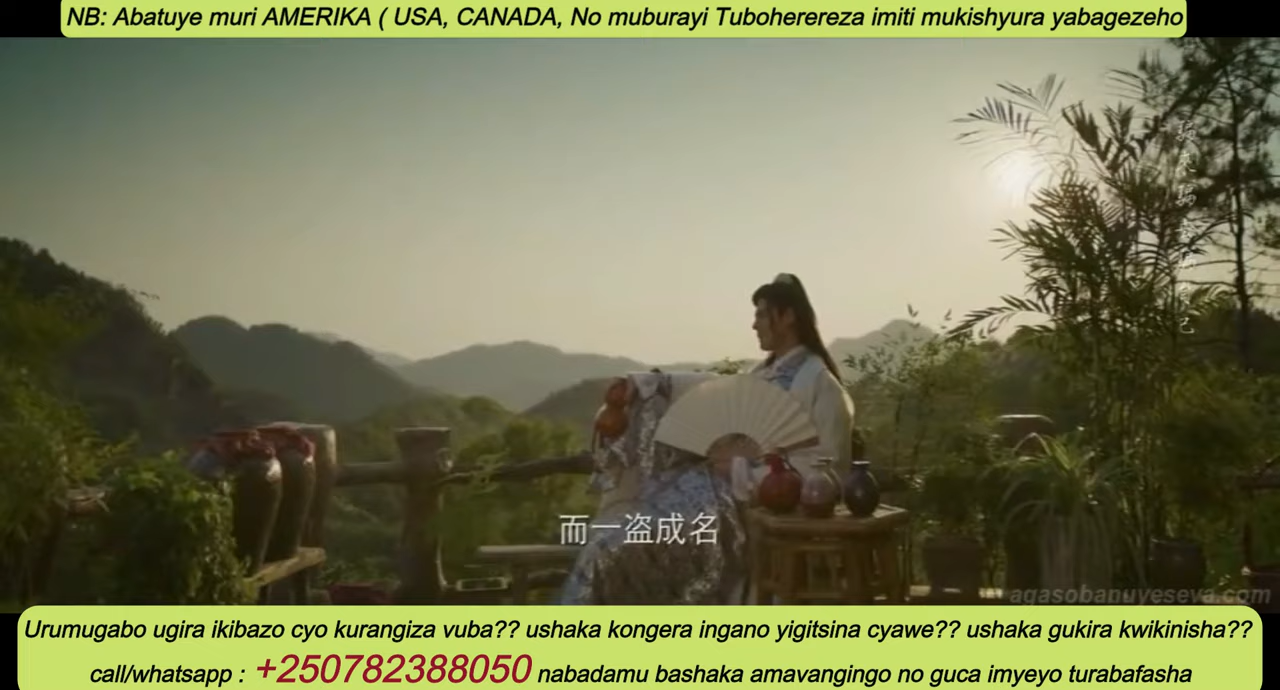 NB: Abatuye muri AMERIKA ( USA, CANADA, No muburayi Tuboherereza imiti mukishyura yabagezeho
而一盗成名
agasobanuyeseva.com
Urumugabo ugira ikibazo cyo kurangiza vuba?? ushaka kongera ingano yigitsina cyawe?? ushaka gukira kwikinisha??
call/whatsapp : +250782388050 nabadamu bashaka amavangingo no guca imyeyo turabafasha